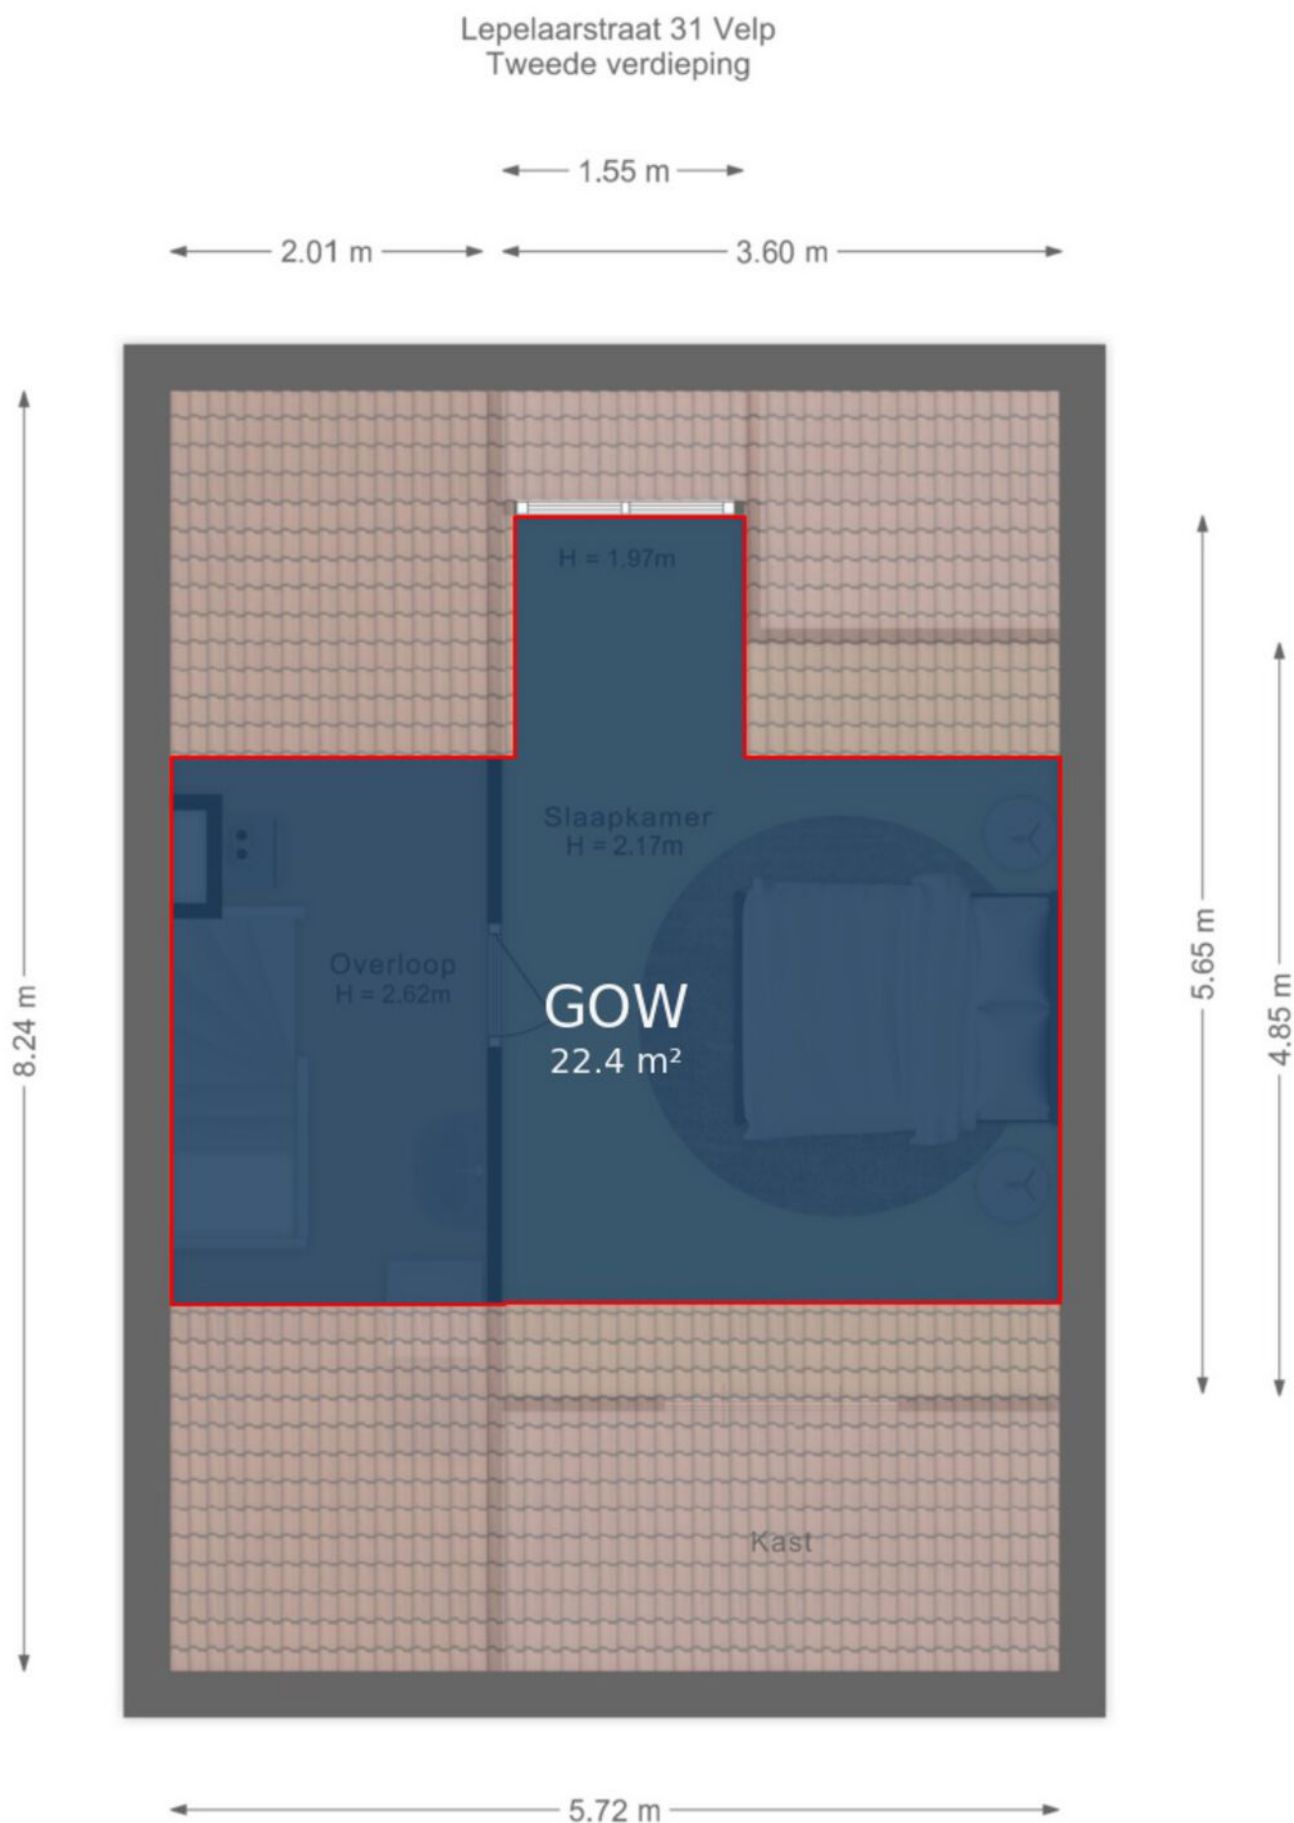 Lepelaarstraat 31 Velp
Tweede verdieping
1.55 m
2.01 m
3.60 m
H = 1.97m
Slaapkamer
H = 2.17m
Overloop
H = 2.62m
GOW
22.4 m²
8.24 m
5.65 m
4.85 m
Kast
5.72 m